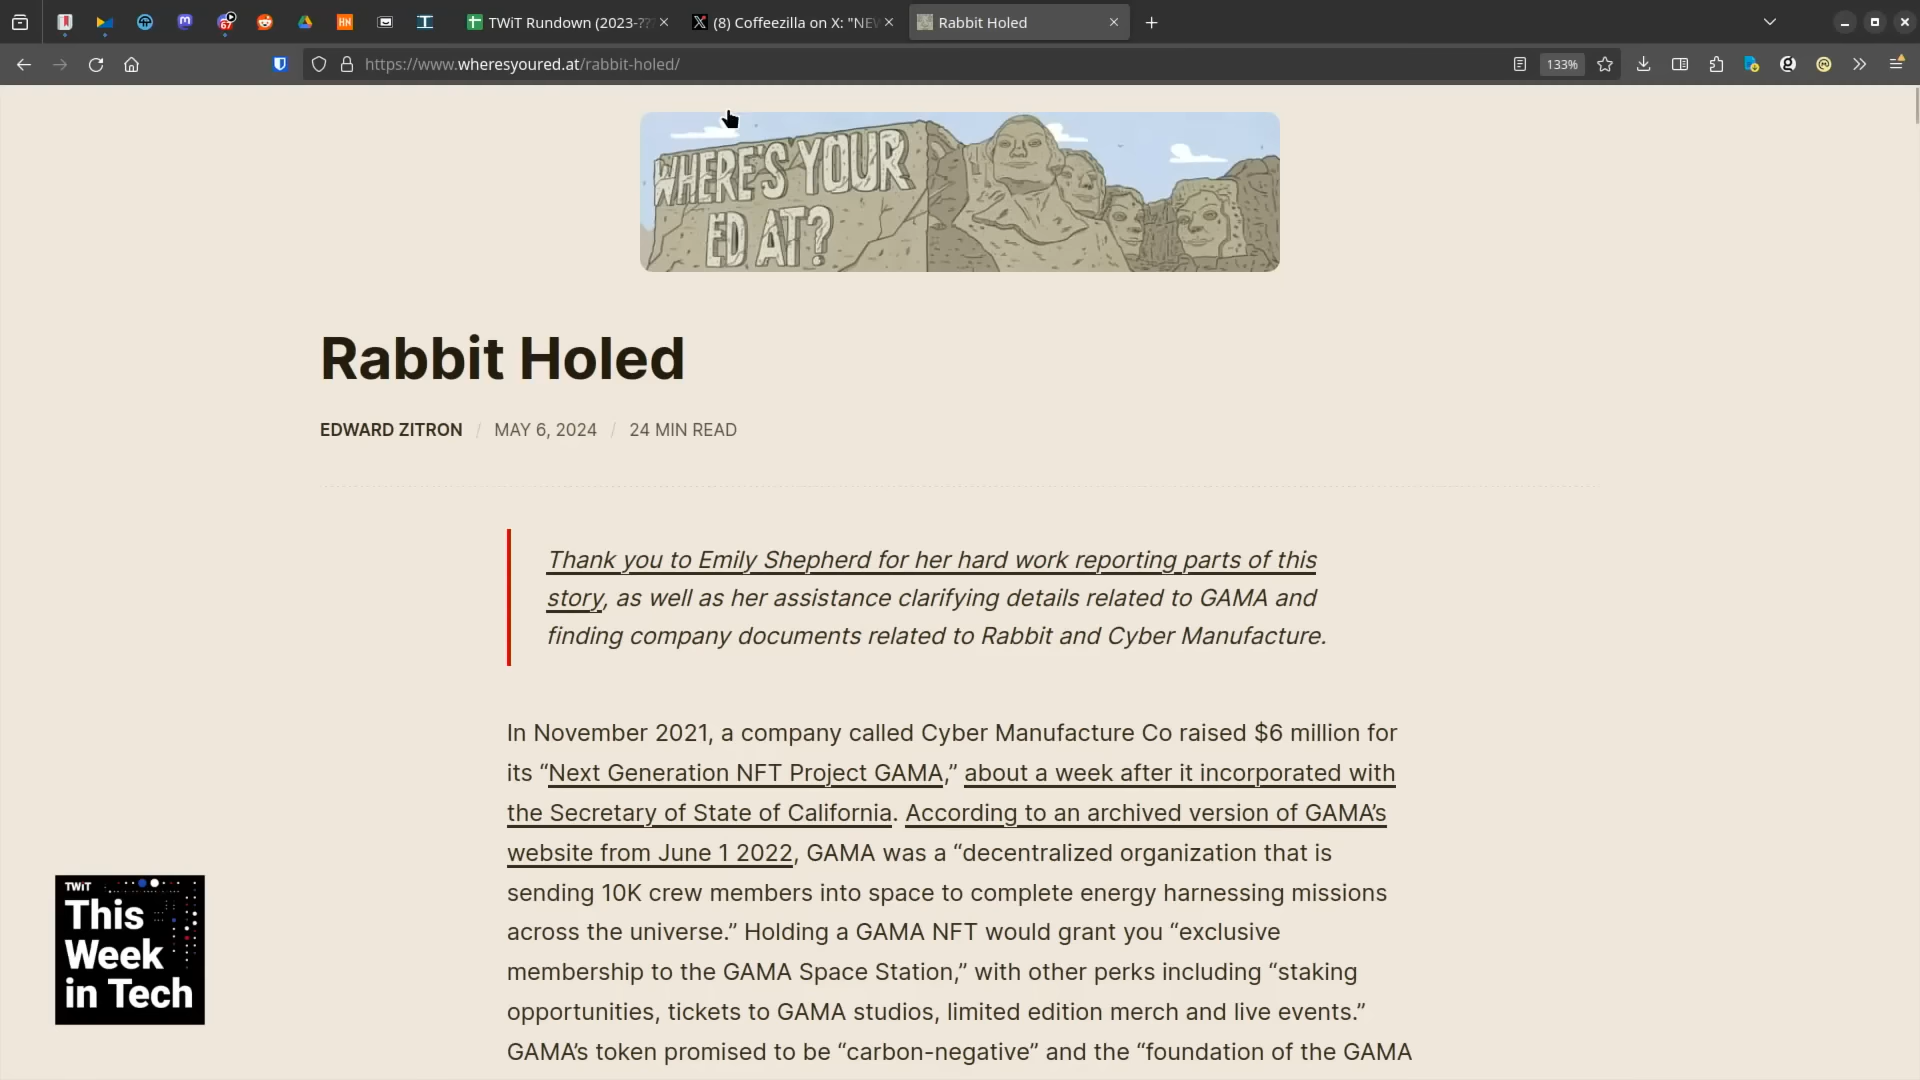 TWiT Rundown (2023-???
(8) Coffeezilla on X: "NEW
Rabbit Holed
https://www.wheresyoured.at/rabbit-holed/
133%
WHERE'S YOUR
ED AT?
Rabbit Holed
EDWARD ZITRON / MAY 6, 2024 / 24 MIN READ
Thank you to Emily Shepherd for her hard work reporting parts of this
story, as well as her assistance clarifying details related to GAMA and
finding company documents related to Rabbit and Cyber Manufacture.
In November 2021, a company called Cyber Manufacture Co raised $6 million for
its “Next Generation NFT Project GAMA,” about a week after it incorporated with
the Secretary of State of California. According to an archived version of GAMA’s
website from June 1 2022, GAMA was a “decentralized organization that is
sending 10K crew members into space to complete energy harnessing missions
across the universe.” Holding a GAMA NFT would grant you “exclusive
membership to the GAMA Space Station,” with other perks including “staking
opportunities, tickets to GAMA studios, limited edition merch and live events.”
GAMA’s token promised to be “carbon-negative” and the “foundation of the GAMA
TWiT
This
Week
in Tech